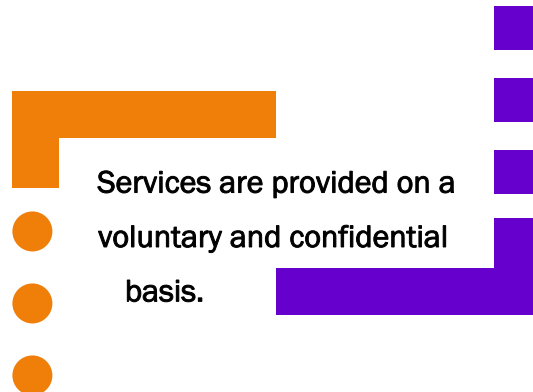 Services are provided on a
voluntary and confidential
basis.